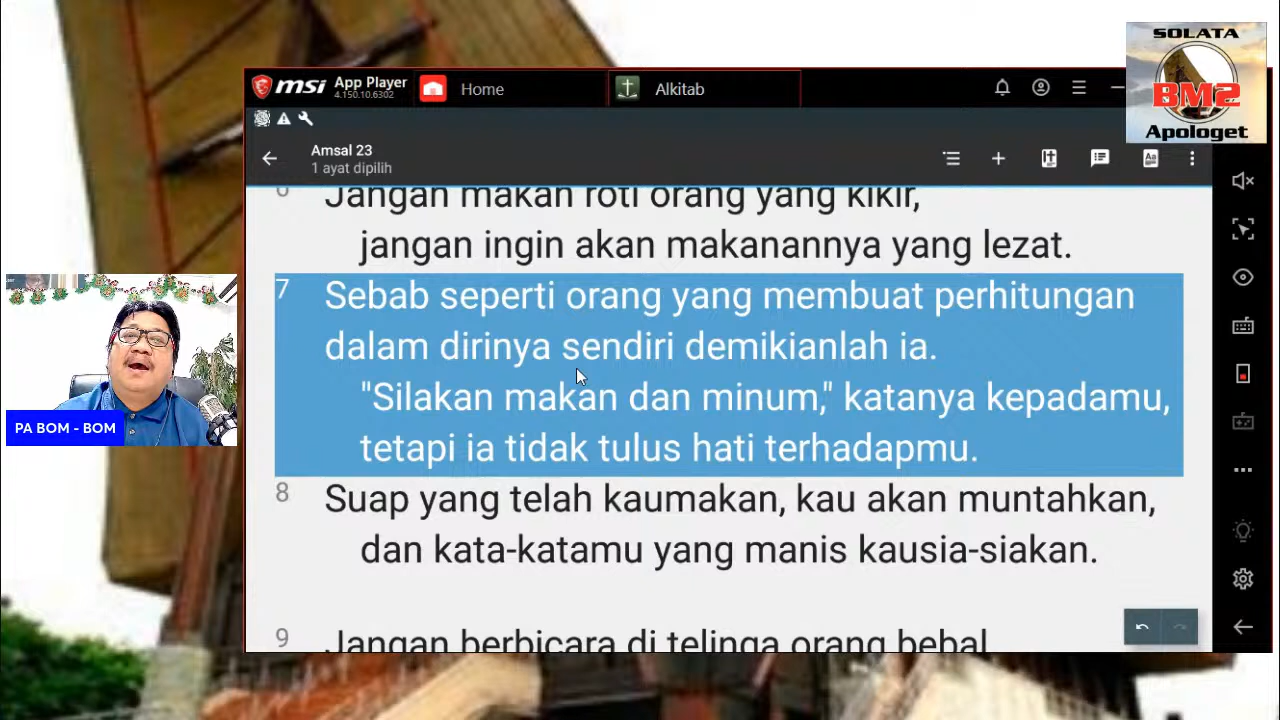 SOLATA
BM2
Apologet
msi App Player
4.150.10.6302
Home
Alkitab
Amsal 23
1 ayat dipilih
6 Jangan makan roti orang yang kikir,
jangan ingin akan makanannya yang lezat.
7 Sebab seperti orang yang membuat perhitungan
dalam dirinya sendiri demikianlah ia.
"Silakan makan dan minum," katanya kepadamu,
tetapi ia tidak tulus hati terhadapmu.
8 Suap yang telah kaumakan, kau akan muntahkan,
dan kata-katamu yang manis kausia-siakan.
9 Jangan berbicara di telinga orang bebal
PA BOM - BOM